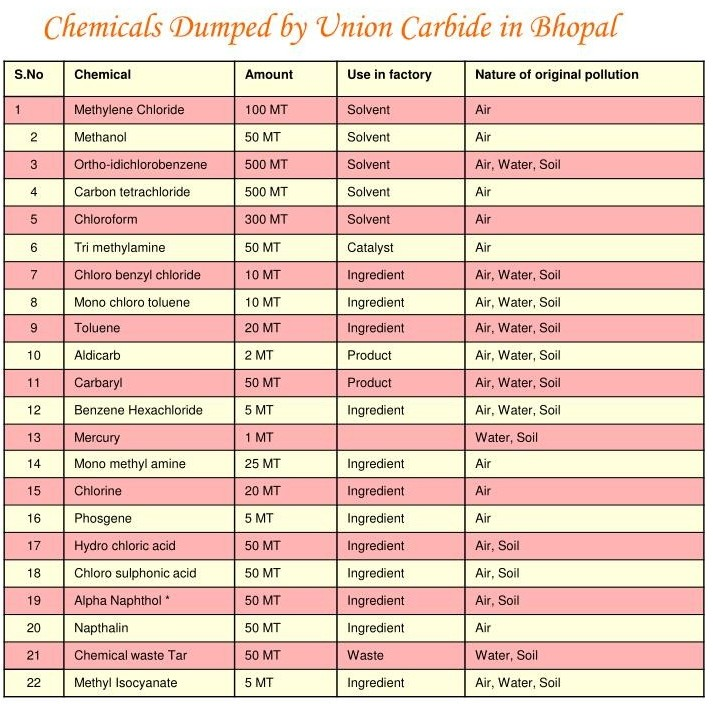 Chemicals Dumped by Union Carbide in Bhopal
S.No Chemical Amount Use in factory Nature of original pollution
1 Methylene Chloride 100 MT Solvent Air
2 Methanol 50 MT Solvent Air
3 Ortho-idichlorobenzene 500 MT Solvent Air, Water, Soil
4 Carbon tetrachloride 500 MT Solvent Air
5 Chloroform 300 MT Solvent Air
6 Tri methylamine 50 MT Catalyst Air
7 Chloro benzyl chloride 10 MT Ingredient Air, Water, Soil
8 Mono chloro toluene 10 MT Ingredient Air, Water, Soil
9 Toluene 20 MT Ingredient Air, Water, Soil
10 Aldicarb 2 MT Product Air, Water, Soil
11 Carbaryl 50 MT Product Air, Water, Soil
12 Benzene Hexachloride 5 MT Ingredient Air, Water, Soil
13 Mercury 1 MT Water, Soil
14 Mono methyl amine 25 MT Ingredient Air
15 Chlorine 20 MT Ingredient Air
16 Phosgene 5 MT Ingredient Air
17 Hydro chloric acid 50 MT Ingredient Air, Soil
18 Chloro sulphonic acid 50 MT Ingredient Air, Soil
19 Alpha Naphthol * 50 MT Ingredient Air, Soil
20 Napthalin 50 MT Ingredient Air
21 Chemical waste Tar 50 MT Waste Water, Soil
22 Methyl Isocyanate 5 MT Ingredient Air, Water, Soil